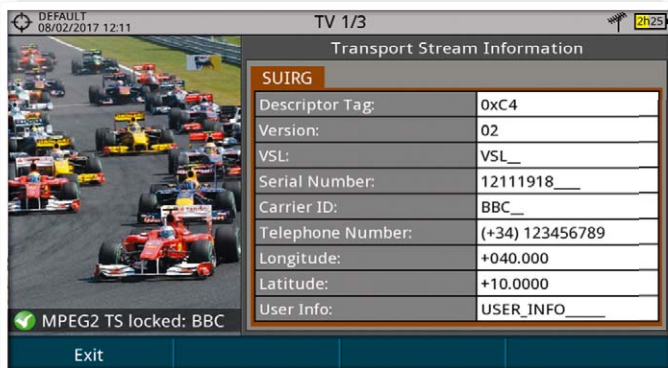 DEFAULT
08/02/2017 12:11
TV 1/3
2h25
Transport Stream Information
SUIRG
Descriptor Tag: 0xC4
Version: 02
VSL: VSL__
Serial Number: 12111918___
Carrier ID: BBC__
Telephone Number: (+34) 123456789
Longitude: +040.000
Latitude: +10.0000
User Info: USER_INFO_____
MPEG2 TS locked: BBC
Exit